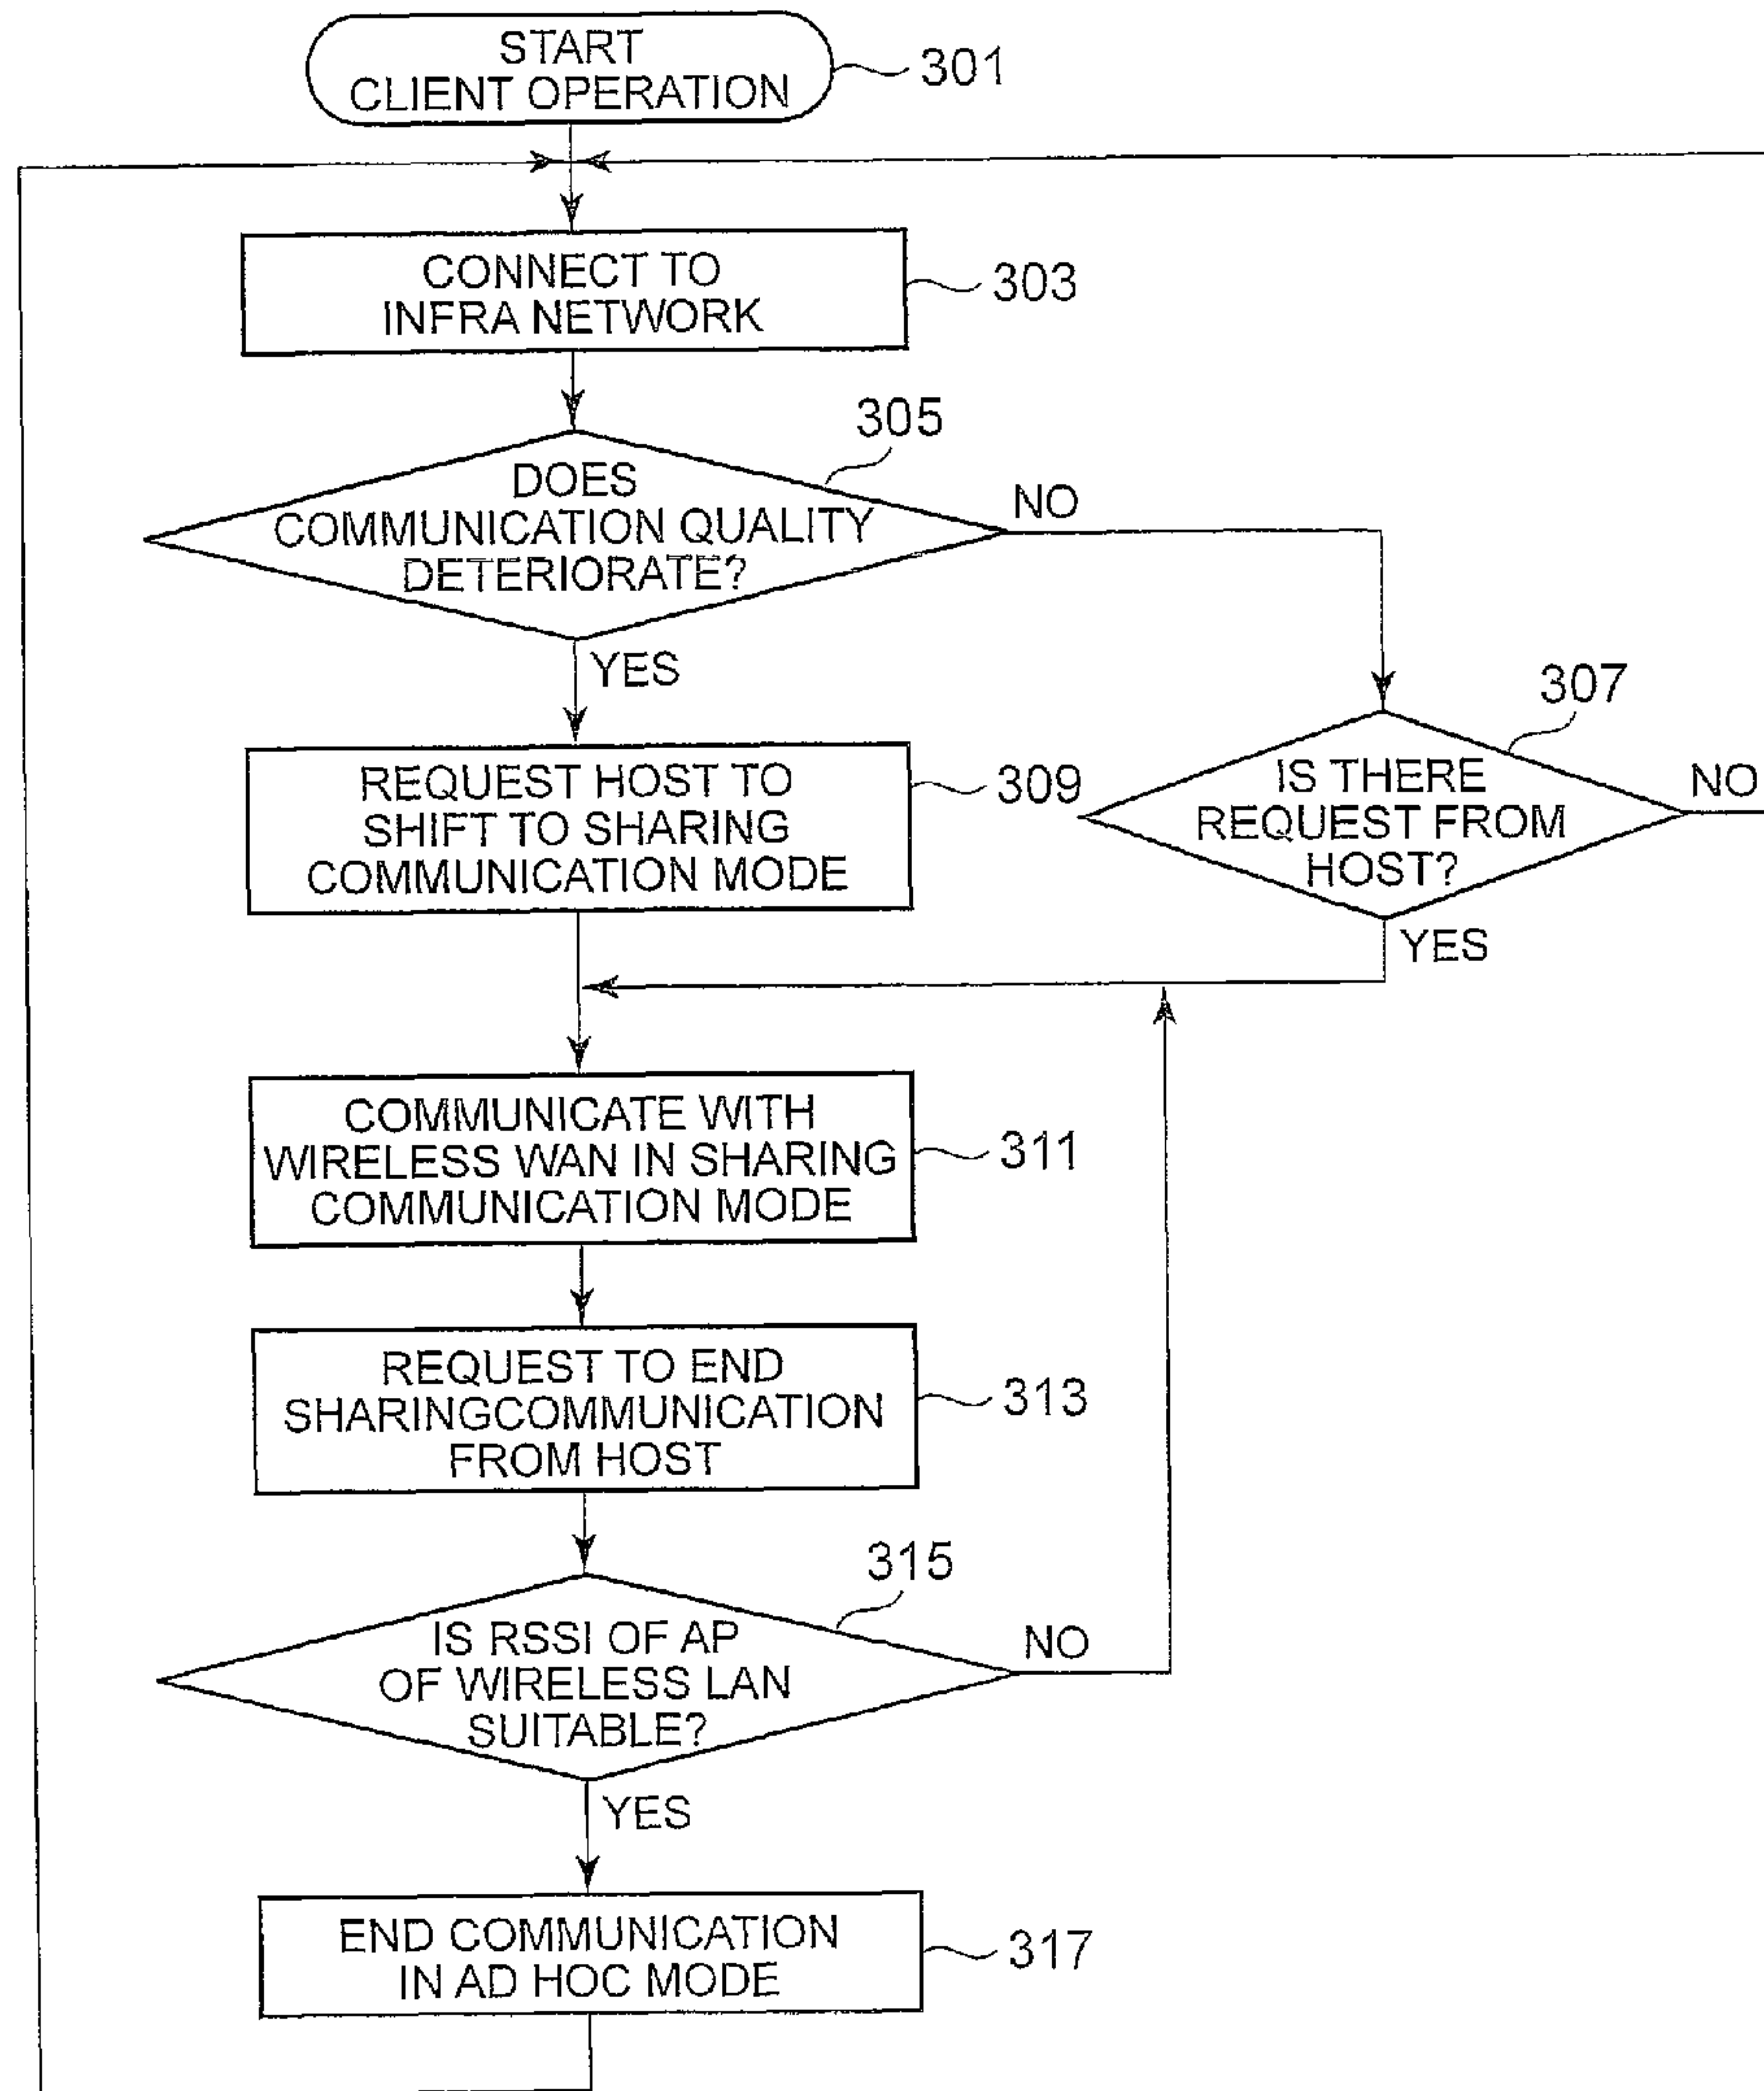 START
CLIENT OPERATION
301
CONNECT TO
INFRA NETWORK
303
305
DOES
COMMUNICATION QUALITY
DETERIORATE?
NO
YES
307
IS THERE
REQUEST FROM
HOST?
NO
YES
REQUEST HOST TO
SHIFT TO SHARING
COMMUNICATION MODE
309
COMMUNICATE WITH
WIRELESS WAN IN SHARING
COMMUNICATION MODE
311
REQUEST TO END
SHARINGCOMMUNICATION
FROM HOST
313
315
IS RSSI OF AP
OF WIRELESS LAN
SUITABLE?
NO
YES
END COMMUNICATION
IN AD HOC MODE
317